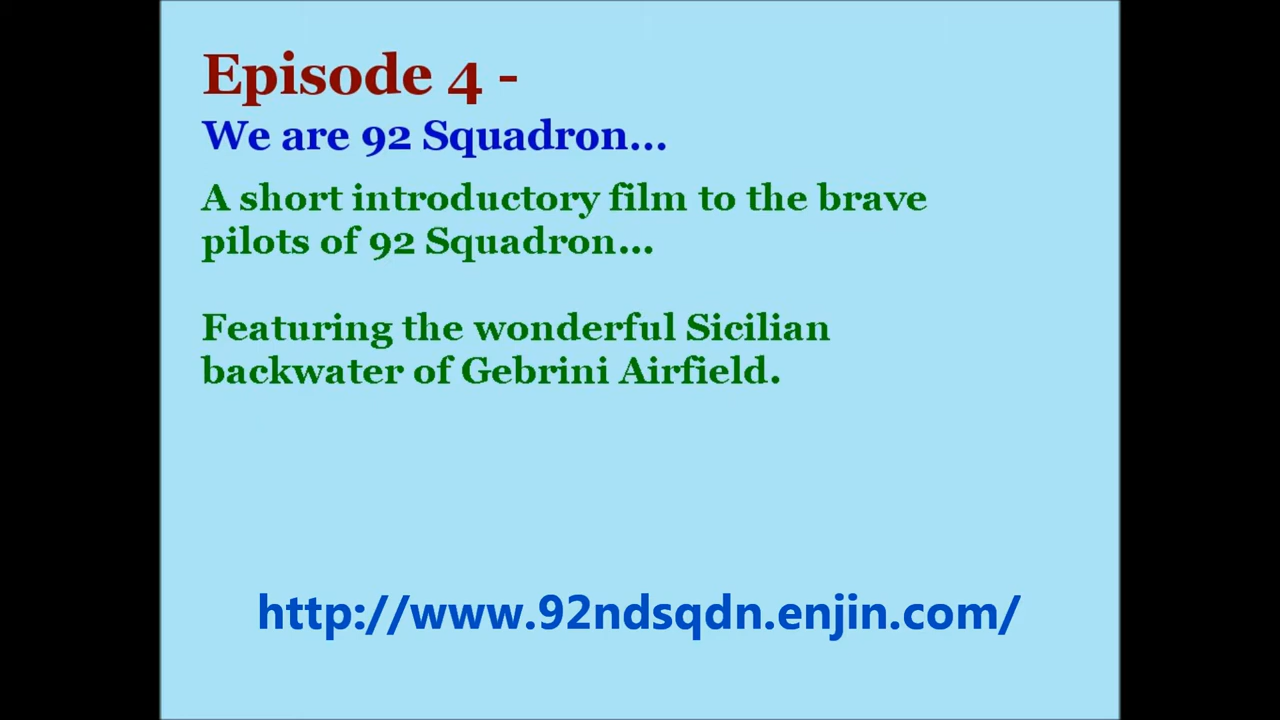 Episode 4 -
We are 92 Squadron...
A short introductory film to the brave
pilots of 92 Squadron...
Featuring the wonderful Sicilian
backwater of Gebrini Airfield.
http://www.92ndsqdn.enjin.com/